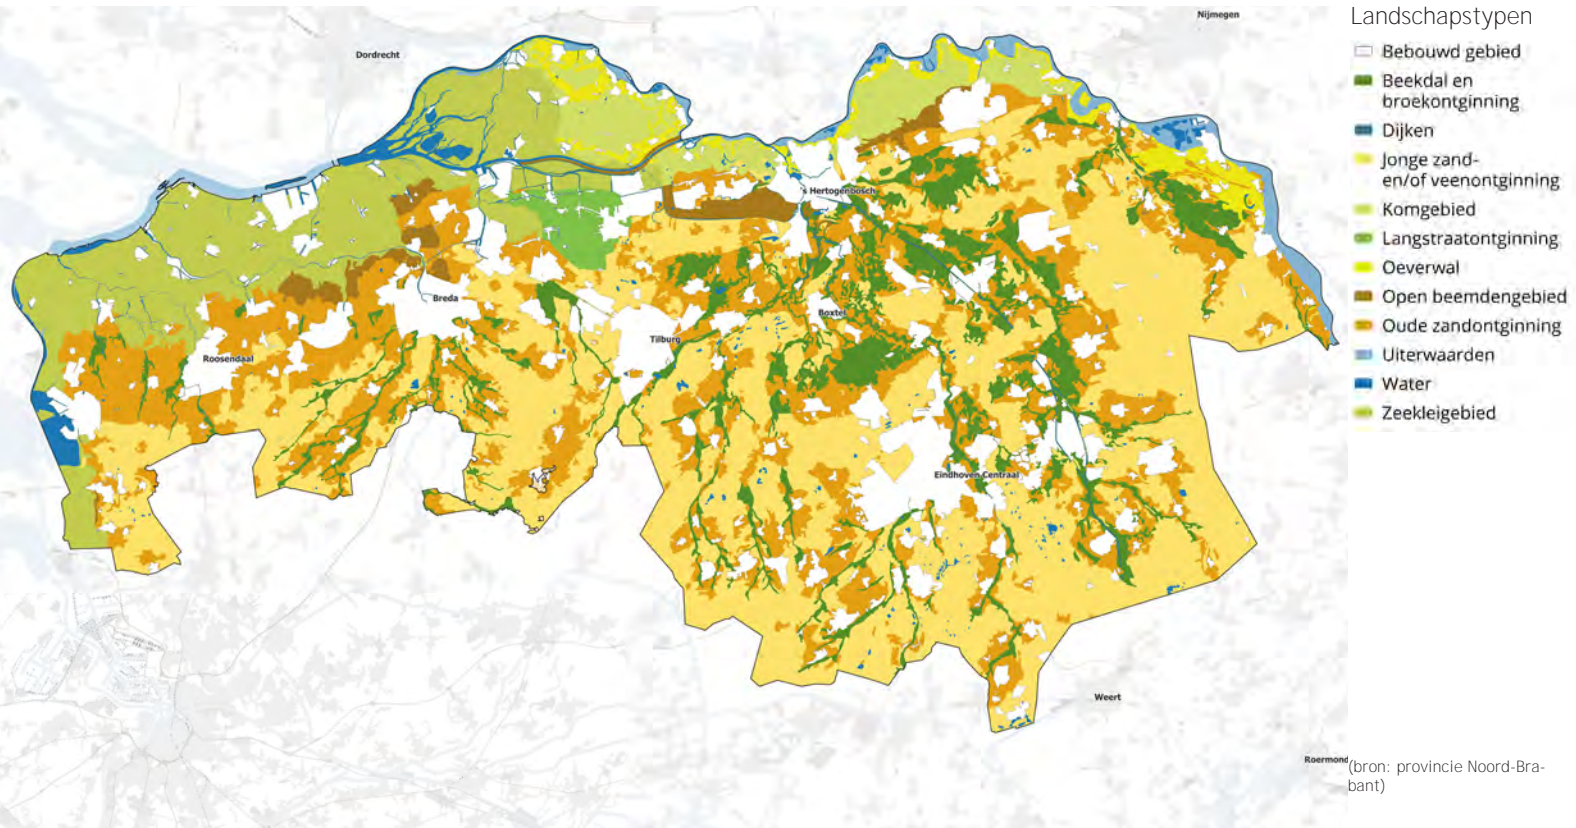 Nijmegen
Dordrecht
's Hertogenbosch
Breda
Boxtel
Tilburg
Roosendaal
Eindhoven Centraal
Weert
Roermond
Landschapstypen
Bebouwd gebied
Beekdal en
broekontginning
Dijken
Jonge zand-
en/of veenontginning
Komgebied
Langstraatontginning
Oeverwal
Open beemdengebied
Oude zandontginning
Uiterwaarden
Water
Zeekleigebied
(bron: provincie Noord-Bra-
bant)